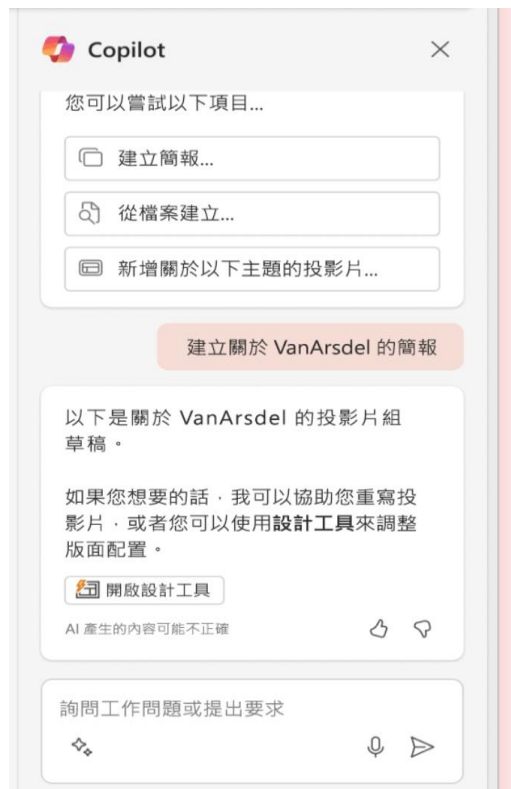 Copilot
您可以嘗試以下項目...
建立簡報...
從檔案建立...
新增關於以下主題的投影片...
建立關於 VanArsdel 的簡報
以下是關於 VanArsdel 的投影片組
草稿。
如果您想要的話，我可以協助您重寫投
影片，或者您可以使用設計工具來調整
版面配置。
開啟設計工具
AI 產生的內容可能不正確
詢問工作問題或提出要求